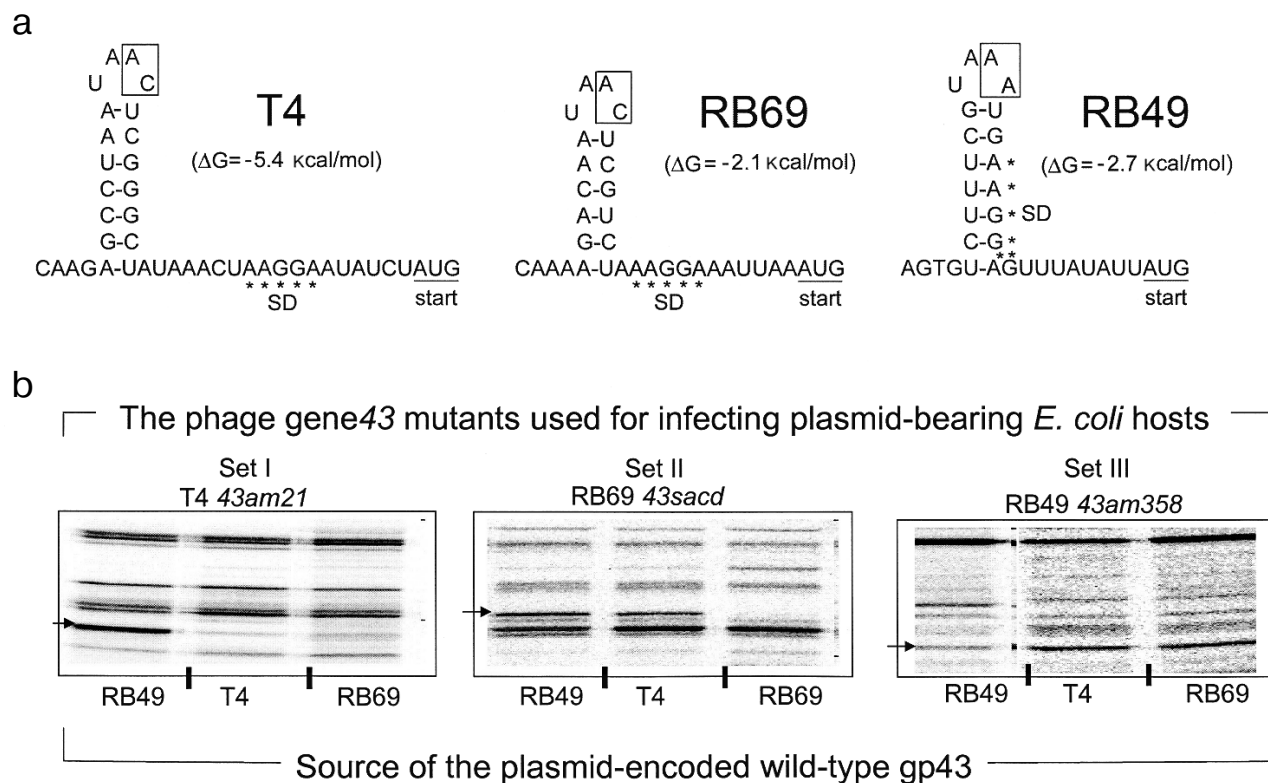 a
T4
(ΔG= -5.4 Kcal/mol)
A A
U C
A-U
A C
A C
U-G
C-G
C-G
G C
CAAGA-UAUAAACUAAGGAAUAUCUAUG
* * * * *
SD
start
RB69
(ΔG= -2.1 Kcal/mol)
A A
U C
A-U
A C
C-G
A-U
G C
CAAAA-UAAAGGAAAUUAAAUG
* * * * *
SD
start
RB49
(ΔG= -2.7 Kcal/mol)
A A
U A
G-U
C-G
U-A *
U-A *
U-G * SD
C-G *
* *
AGTGU-AGUUUAUAUUAUG
start
b
The phage gene43 mutants used for infecting plasmid-bearing E. coli hosts
Set I
T4 43am21
Set II
RB69 43sacd
Set III
RB49 43am358
RB49 T4 RB69
RB49 T4 RB69
RB49 T4 RB69
Source of the plasmid-encoded wild-type gp43